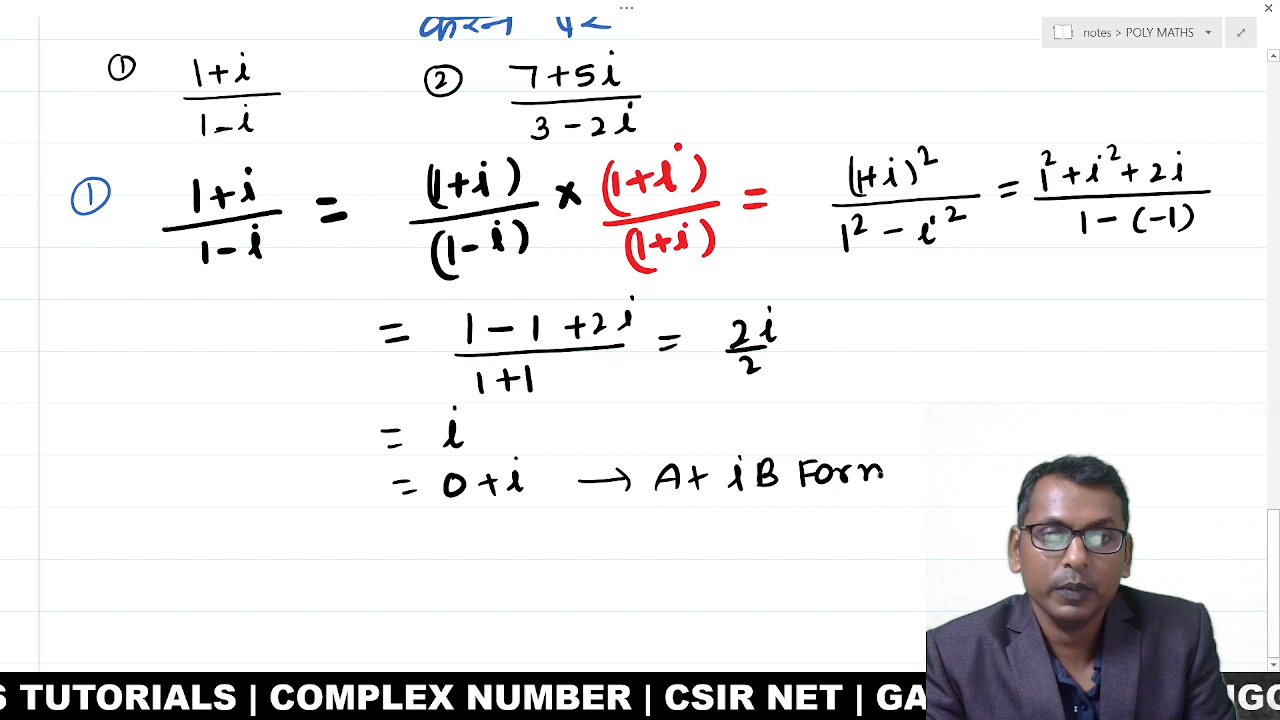 करने पर
notes > POLY MATHS
① 1+i/1-i ② 7+5i/3-2i
① 1+i/1-i = (1+i)/(1-i) × (1+i)/(1+i) = (1+i)²/1²-i² = 1²+i²+2i/1-(-1)
= 1-1+2i/1+1 = 2i/2
= i
= 0+i → A+iB Form
S TUTORIALS | COMPLEX NUMBER | CSIR NET | GA